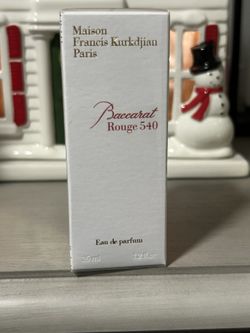 Maison
Francis Kurkdjian
Paris
Baccarat
Rouge 540
Eau de parfum